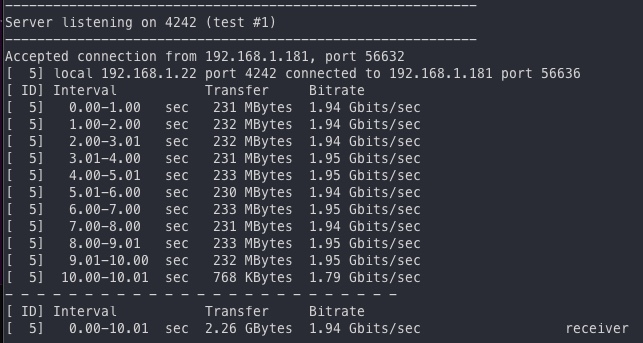 -----------------------------------------------------------
Server listening on 4242 (test #1)
-----------------------------------------------------------
Accepted connection from 192.168.1.181, port 56632
[  5] local 192.168.1.22 port 4242 connected to 192.168.1.181 port 56636
[ ID] Interval           Transfer     Bitrate
[  5]   0.00-1.00   sec   231 MBytes  1.94 Gbits/sec
[  5]   1.00-2.00   sec   232 MBytes  1.94 Gbits/sec
[  5]   2.00-3.01   sec   232 MBytes  1.94 Gbits/sec
[  5]   3.01-4.00   sec   231 MBytes  1.95 Gbits/sec
[  5]   4.00-5.01   sec   233 MBytes  1.95 Gbits/sec
[  5]   5.01-6.00   sec   230 MBytes  1.94 Gbits/sec
[  5]   6.00-7.00   sec   233 MBytes  1.95 Gbits/sec
[  5]   7.00-8.00   sec   231 MBytes  1.94 Gbits/sec
[  5]   8.00-9.01   sec   233 MBytes  1.95 Gbits/sec
[  5]   9.01-10.00  sec   232 MBytes  1.95 Gbits/sec
[  5]  10.00-10.01  sec   768 KBytes  1.79 Gbits/sec
- - - - - - - - - - - - - - - - - - - - - - - - -
[ ID] Interval           Transfer     Bitrate
[  5]   0.00-10.01  sec  2.26 GBytes  1.94 Gbits/sec                  receiver